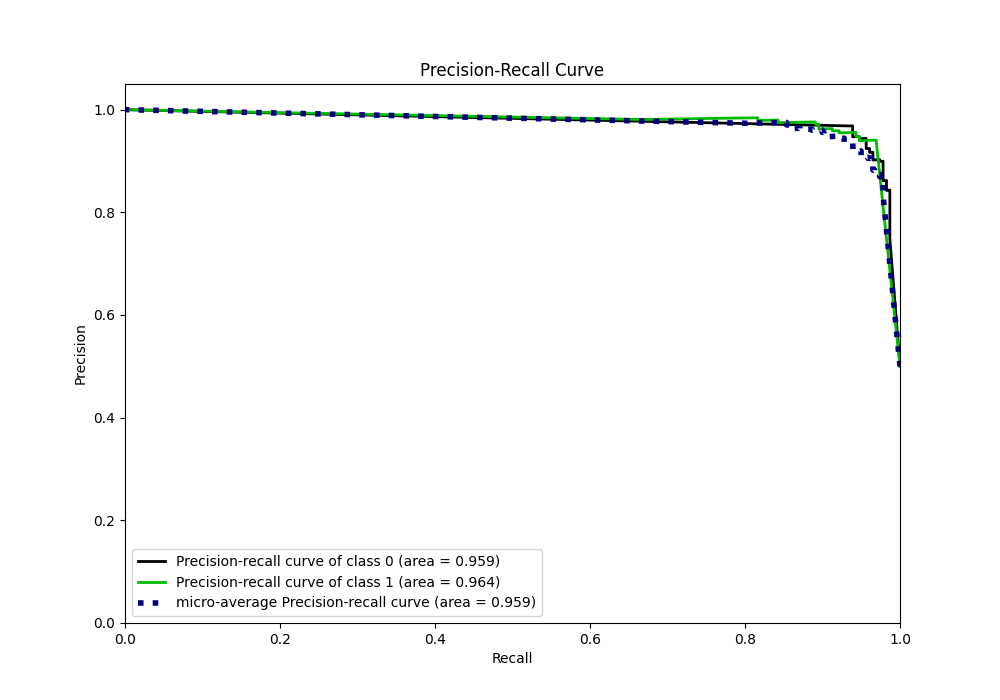 Precision-Recall Curve
1.0
0.8
0.6
0.4
0.2
0.0
Precision
Precision-recall curve of class 0 (area = 0.959)
Precision-recall curve of class 1 (area = 0.964)
micro-average Precision-recall curve (area = 0.959)
0.0 0.2 0.4 0.6 0.8 1.0
Recall